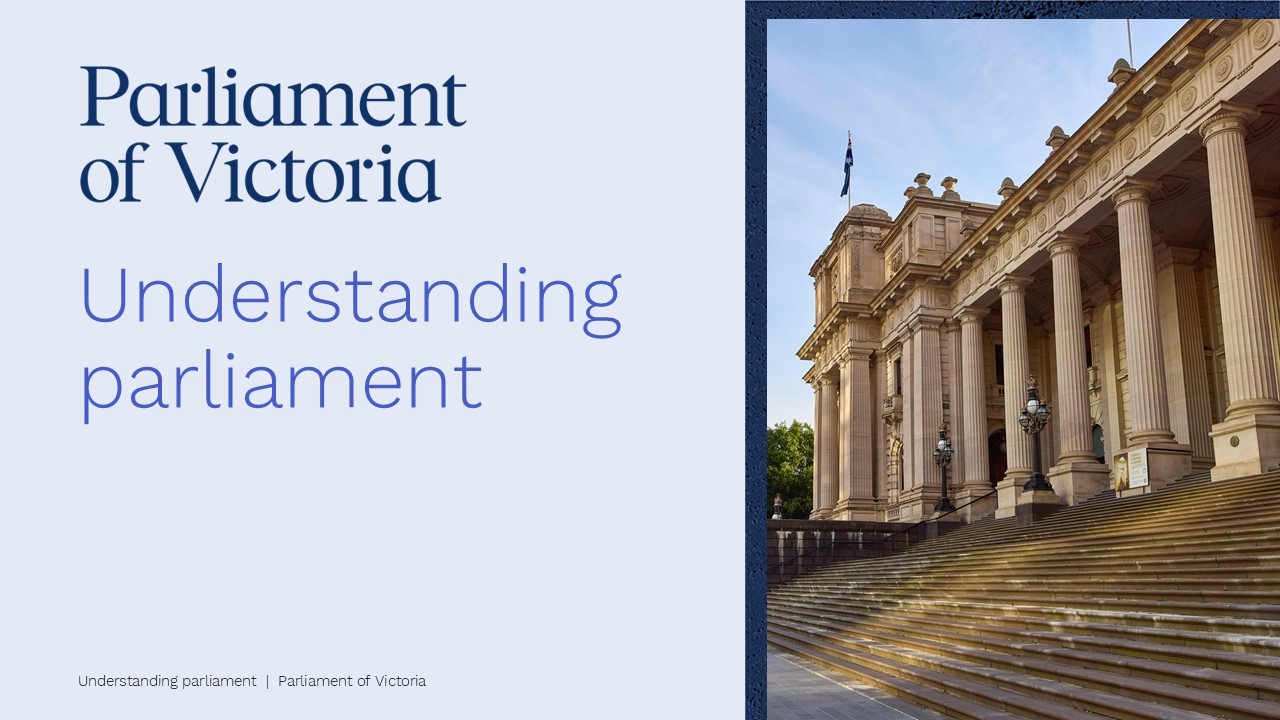 Parliament
of Victoria
Understanding
parliament
Understanding parliament | Parliament of Victoria